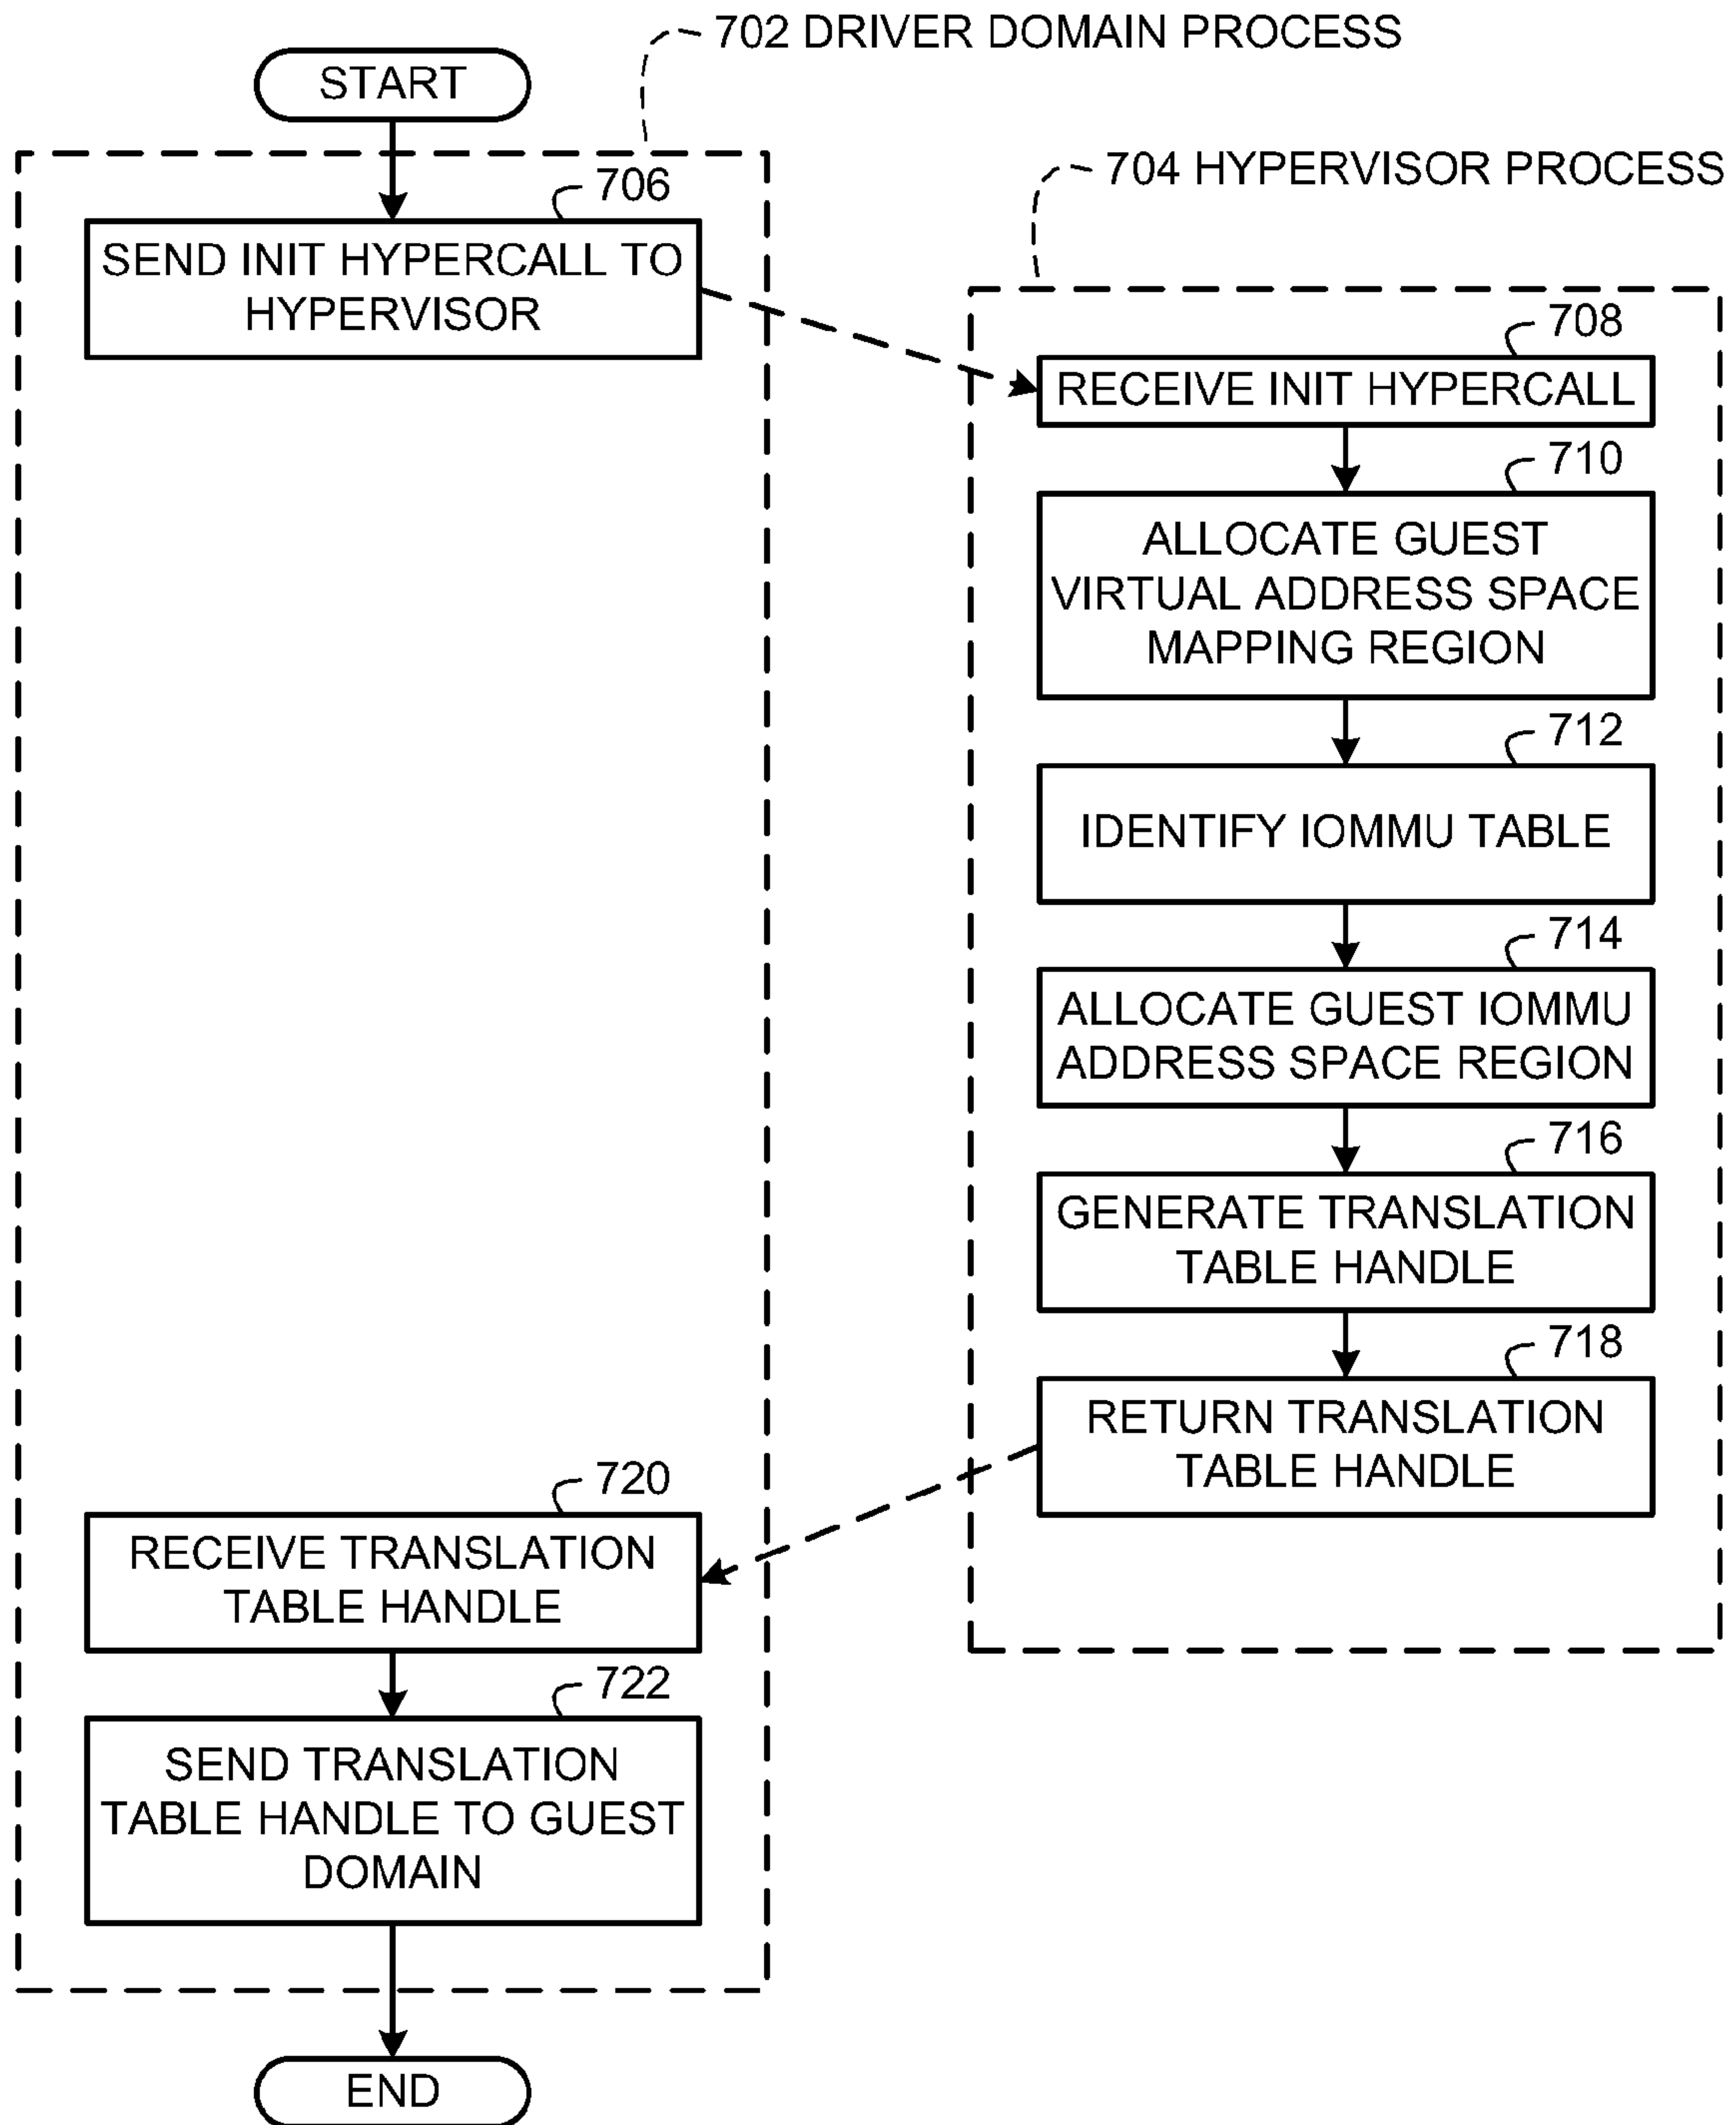 702 DRIVER DOMAIN PROCESS
START
704 HYPERVISOR PROCESS
706
SEND INIT HYPERCALL TO
HYPERVISOR
708
RECEIVE INIT HYPERCALL
710
ALLOCATE GUEST
VIRTUAL ADDRESS SPACE
MAPPING REGION
712
IDENTIFY IOMMU TABLE
714
ALLOCATE GUEST IOMMU
ADDRESS SPACE REGION
716
GENERATE TRANSLATION
TABLE HANDLE
718
RETURN TRANSLATION
TABLE HANDLE
720
RECEIVE TRANSLATION
TABLE HANDLE
722
SEND TRANSLATION
TABLE HANDLE TO GUEST
DOMAIN
END